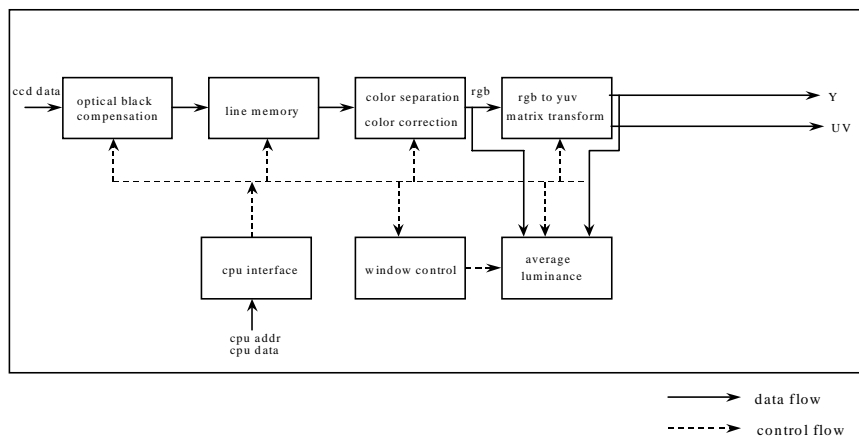 ccd data
optical black
compensation
line memory
color separation
color correction
rgb
rgb to yuv
matrix transform
Y
UV
cpu interface
window control
average
luminance
cpu addr
cpu data
data flow
control flow